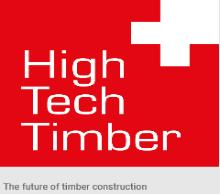 High
Tech
Timber
The future of timber construction